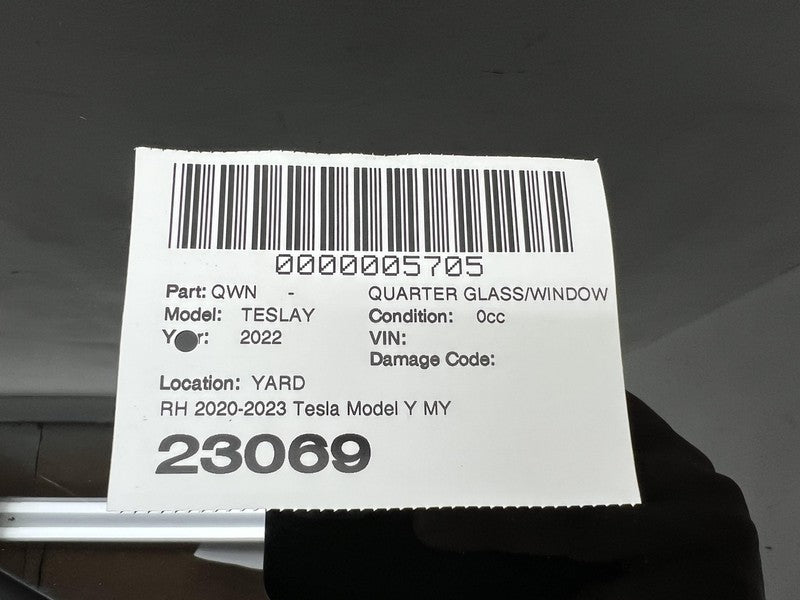 0000005705
Part: QWN - QUARTER GLASS/WINDOW
Model: TESLAY Condition: 0cc
Year: 2022 VIN:
Damage Code:
Location: YARD
RH 2020-2023 Tesla Model Y MY
23069